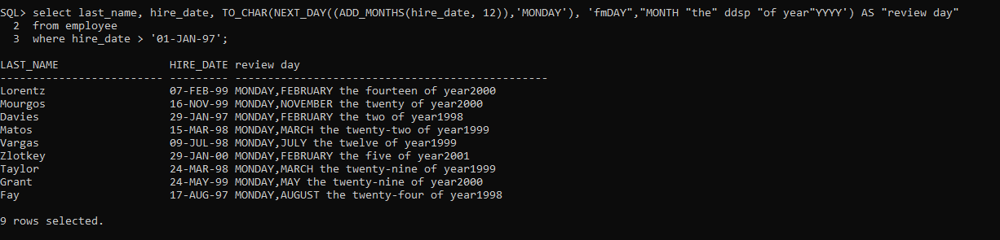 SQL> select last_name, hire_date, TO_CHAR(NEXT_DAY((ADD_MONTHS(hire_date, 12)),'MONDAY'), 'fmDAY","MONTH "the" ddsp "of year"YYYY') AS "review day"
  2  from employee
  3  where hire_date > '01-JAN-97';
LAST_NAME                 HIRE_DATE review day
------------------------- --------- ------------------------------------------------
Lorentz                   07-FEB-99 MONDAY,FEBRUARY the fourteen of year2000
Mourgos                   16-NOV-99 MONDAY,NOVEMBER the twenty of year2000
Davies                    29-JAN-97 MONDAY,FEBRUARY the two of year1998
Matos                     15-MAR-98 MONDAY,MARCH the twenty-two of year1999
Vargas                    09-JUL-98 MONDAY,JULY the twelve of year1999
Zlotkey                   29-JAN-00 MONDAY,FEBRUARY the five of year2001
Taylor                    24-MAR-98 MONDAY,MARCH the twenty-nine of year1999
Grant                     24-MAY-99 MONDAY,MAY the twenty-nine of year2000
Fay                       17-AUG-97 MONDAY,AUGUST the twenty-four of year1998
9 rows selected.